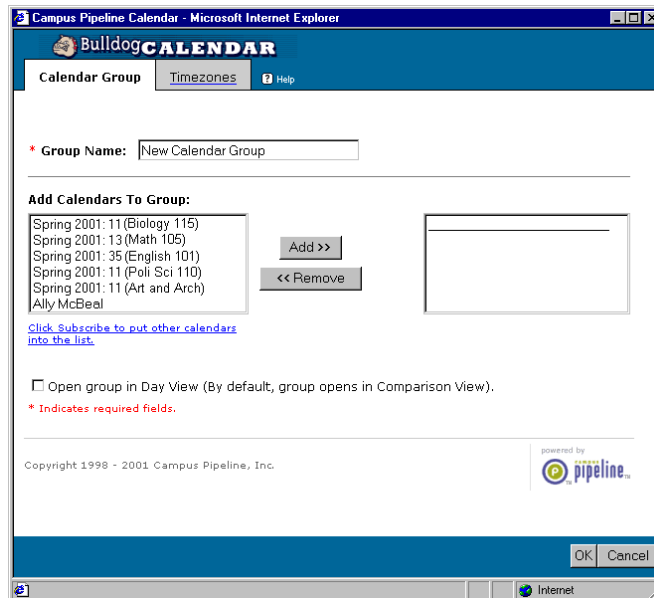 Campus Pipeline Calendar - Microsoft Internet Explorer
Bulldog CALENDAR
Calendar Group Timezones ? Help
* Group Name: New Calendar Group
Add Calendars To Group:
Spring 2001: 11 (Biology 115)
Spring 2001: 13 (Math 105)
Spring 2001: 35 (English 101)
Spring 2001: 11 (Poli Sci 110)
Spring 2001: 11 (Art and Arch)
Ally McBeal
Add >>
<< Remove
Click Subscribe to put other calendars
into the list.
Open group in Day View (By default, group opens in Comparison View).
* Indicates required fields.
Copyright 1998 - 2001 Campus Pipeline, Inc.
powered by
campus
pipeline™
OK Cancel
Internet